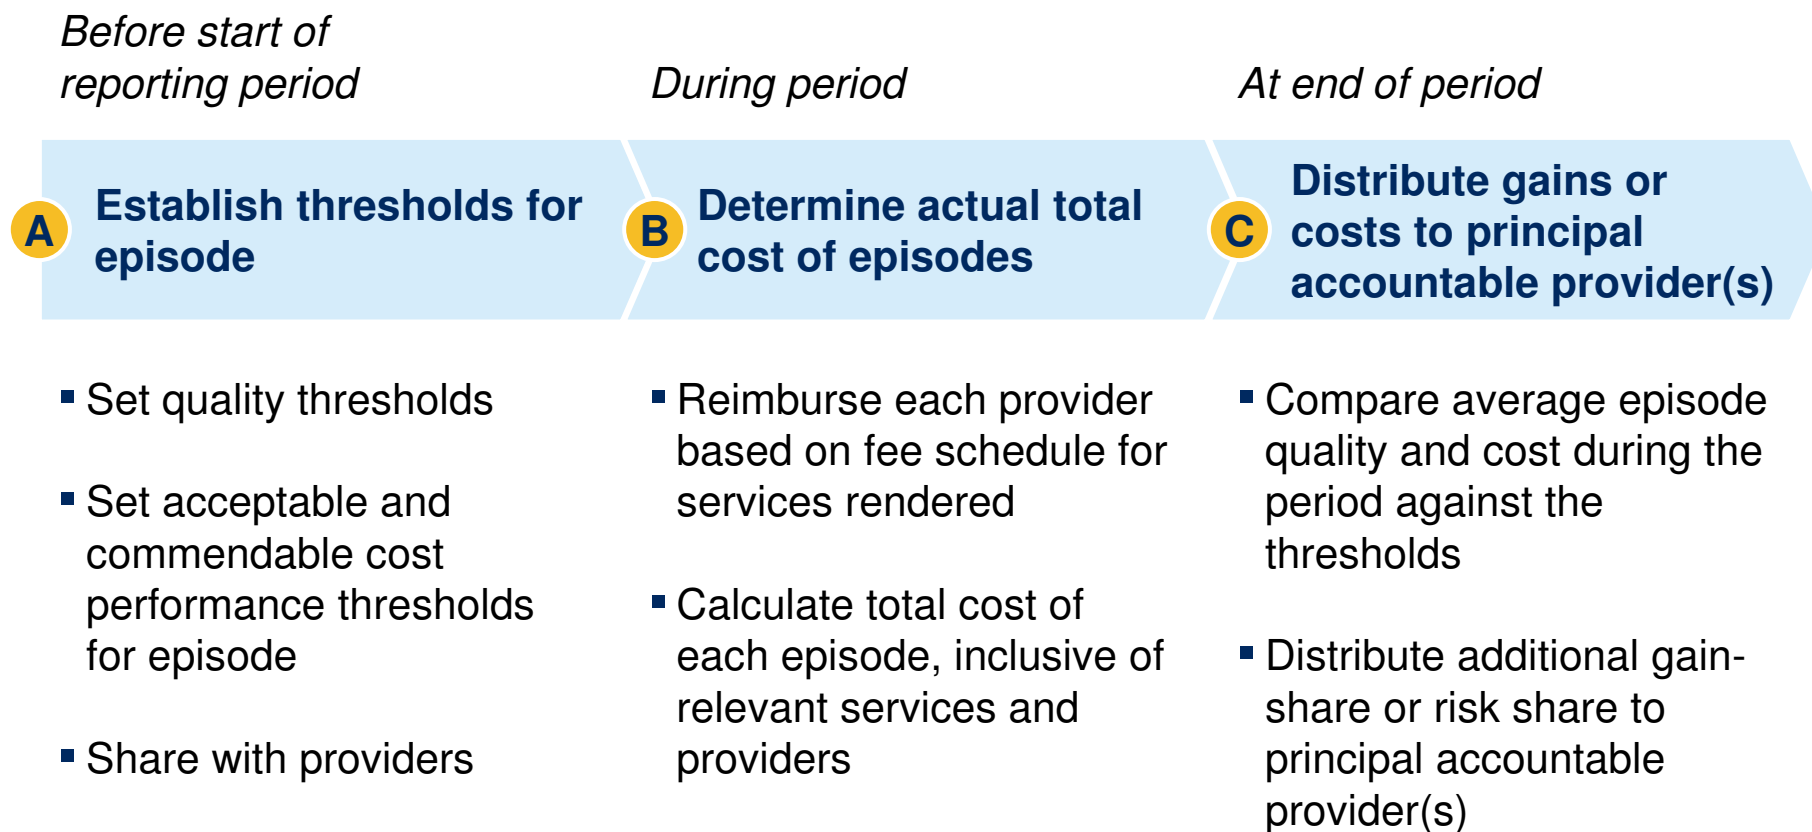 Before start of
reporting period
During period
At end of period
A
Establish thresholds for
episode
B
Determine actual total
cost of episodes
C
Distribute gains or
costs to principal
accountable provider(s)
▪ Set quality thresholds
▪ Set acceptable and
commendable cost
performance thresholds
for episode
▪ Share with providers
▪ Reimburse each provider
based on fee schedule for
services rendered
▪ Calculate total cost of
each episode, inclusive of
relevant services and
providers
▪ Compare average episode
quality and cost during the
period against the
thresholds
▪ Distribute additional gain-
share or risk share to
principal accountable
provider(s)